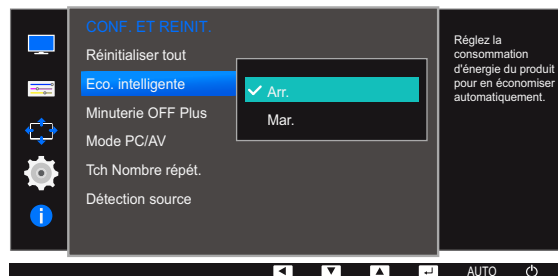 CONF. ET REINIT.
Réinitialiser tout
Eco. intelligente
Arr.
Mar.
Minuterie OFF Plus
Mode PC/AV
Tch Nombre répét.
Détection source
Réglez la
consommation
d'énergie du produit
pour en économiser
automatiquement.
AUTO